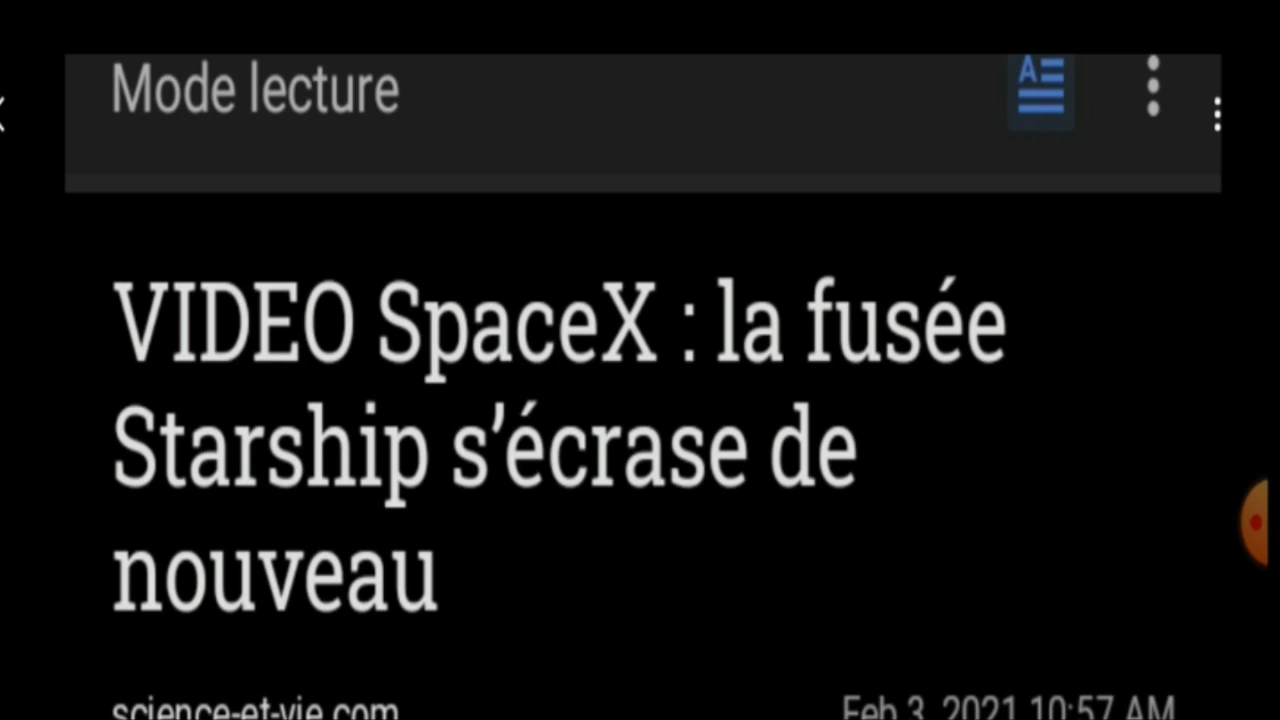 Mode lecture
VIDEO SpaceX : la fusée
Starship s’écrase de
nouveau
science-et-vie.com
Feb 3, 2021 10:57 AM